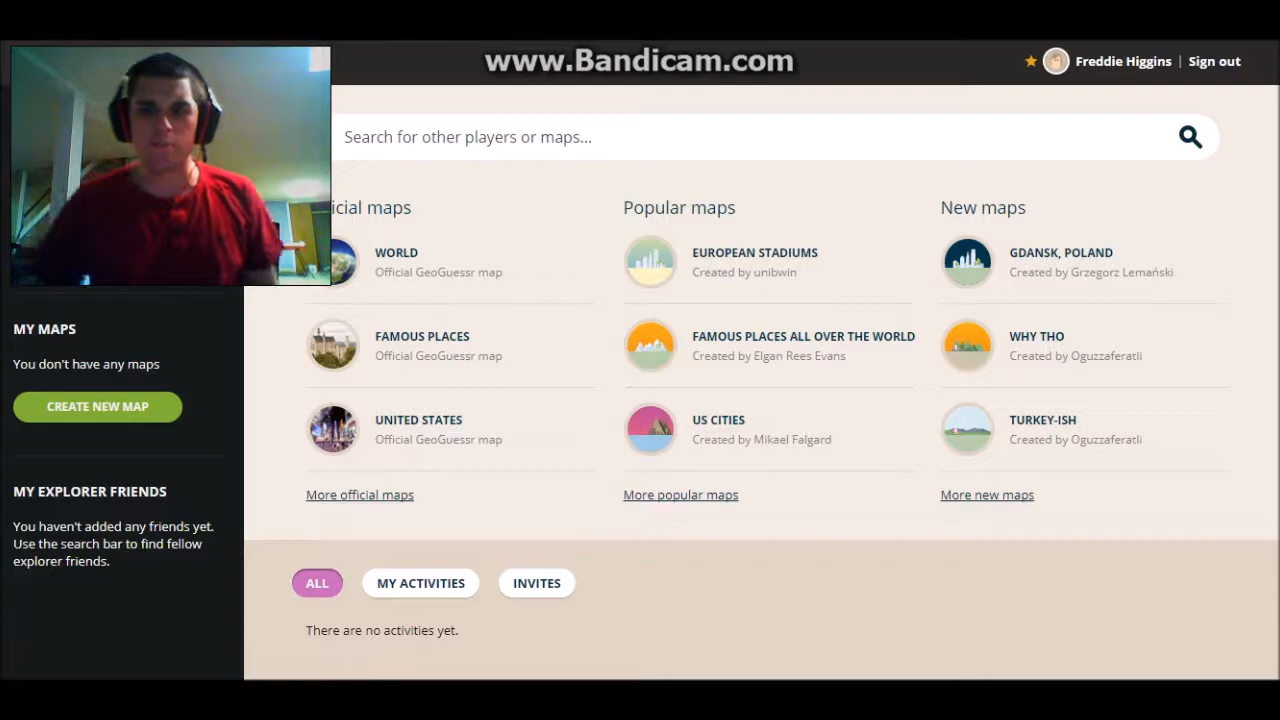 www.Bandicam.com
Freddie Higgins | Sign out
Search for other players or maps...
icial maps
WORLD
Official GeoGuessr map
FAMOUS PLACES
Official GeoGuessr map
UNITED STATES
Official GeoGuessr map
More official maps
Popular maps
EUROPEAN STADIUMS
Created by unibwin
FAMOUS PLACES ALL OVER THE WORLD
Created by Elgan Rees Evans
US CITIES
Created by Mikael Falgard
More popular maps
New maps
GDANSK, POLAND
Created by Grzegorz Lemański
WHY THO
Created by Oguzzaferatli
TURKEY-ISH
Created by Oguzzaferatli
More new maps
MY MAPS
You don't have any maps
CREATE NEW MAP
MY EXPLORER FRIENDS
You haven't added any friends yet.
Use the search bar to find fellow
explorer friends.
ALL
MY ACTIVITIES
INVITES
There are no activities yet.